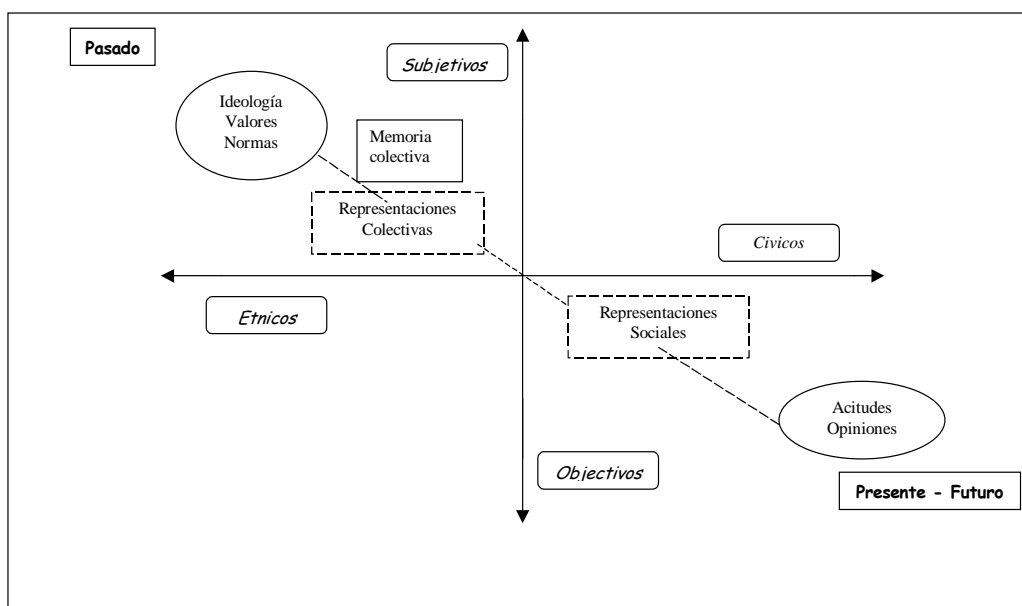 Pasado
Subjetivos
Ideología
Valores
Normas
Memoria
colectiva
Representaciones
Colectivas
Civicos
Etnicos
Representaciones
Sociales
Acitudes
Opiniones
Objectivos
Presente - Futuro